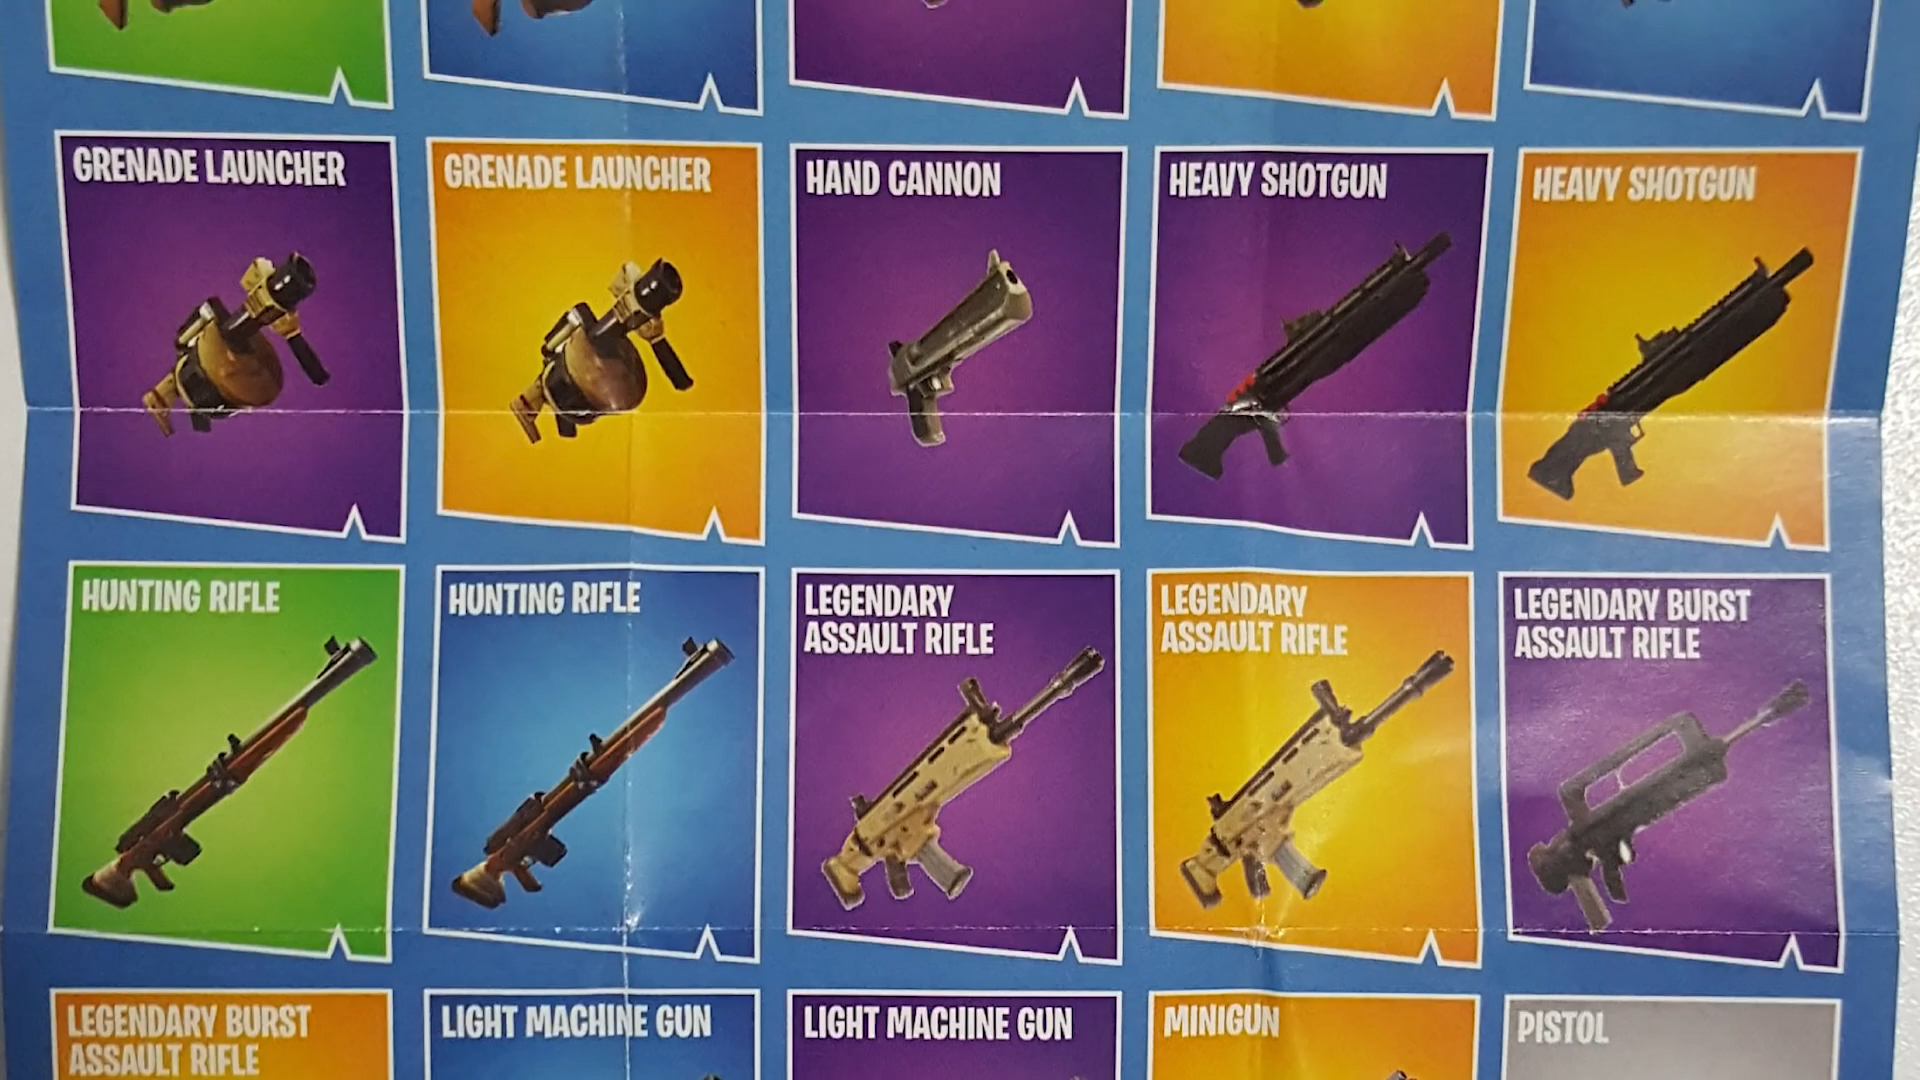 GRENADE LAUNCHER
GRENADE LAUNCHER
HAND CANNON
HEAVY SHOTGUN
HEAVY SHOTGUN
HUNTING RIFLE
HUNTING RIFLE
LEGENDARY
ASSAULT RIFLE
LEGENDARY
ASSAULT RIFLE
LEGENDARY BURST
ASSAULT RIFLE
LEGENDARY BURST
ASSAULT RIFLE
LIGHT MACHINE GUN
LIGHT MACHINE GUN
MINIGUN
PISTOL